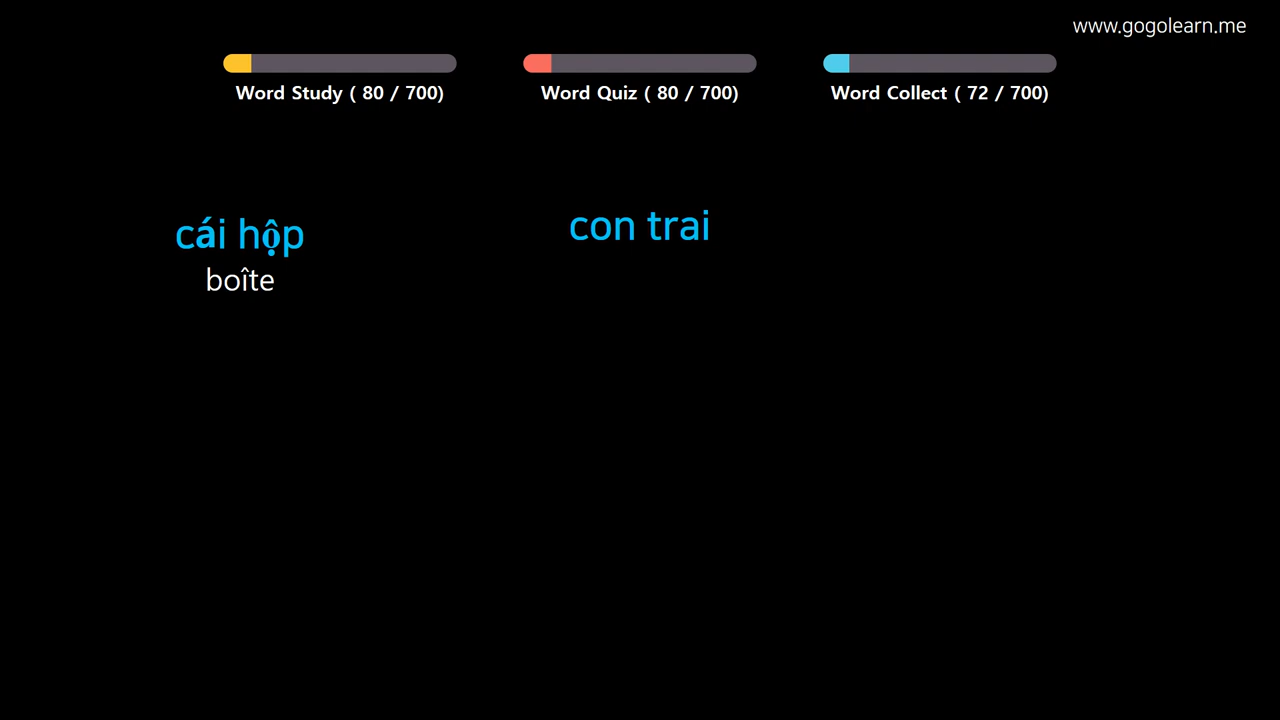 www.gogolearn.me
Word Study ( 80 / 700)
Word Quiz ( 80 / 700)
Word Collect ( 72 / 700)
cái hộp
boîte
con trai